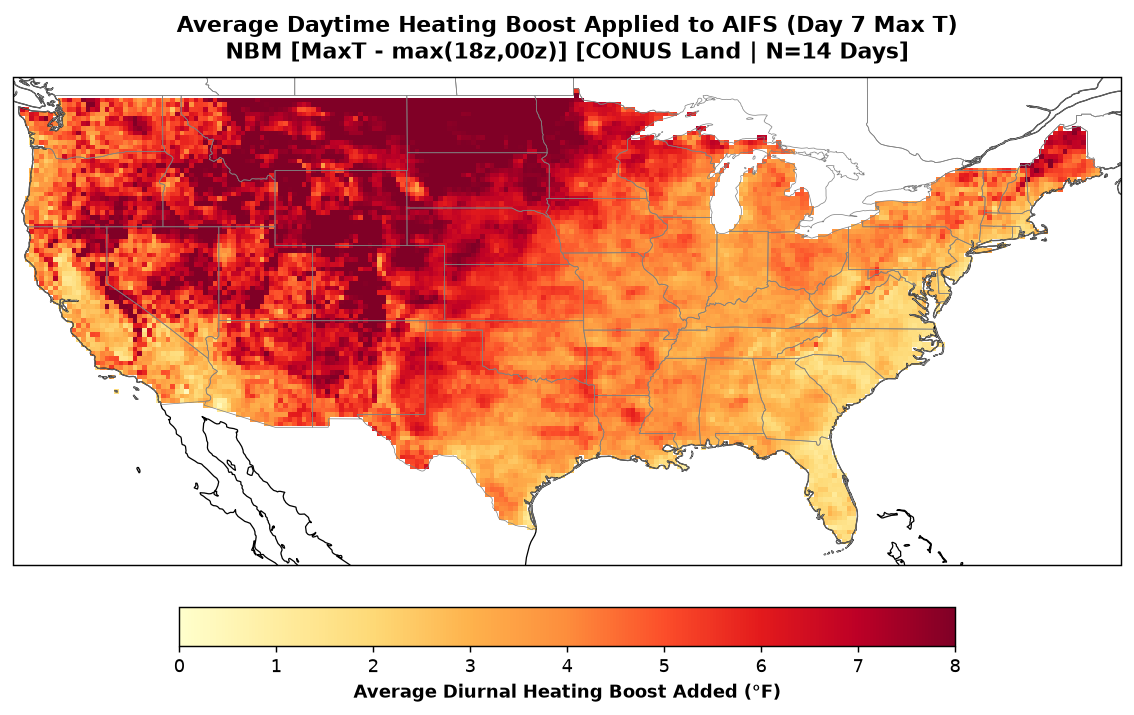 Average Daytime Heating Boost Applied to AIFS (Day 7 Max T)
NBM [MaxT - max(18z,00z)] [CONUS Land | N=14 Days]
0 1 2 3 4 5 6 7 8
Average Diurnal Heating Boost Added (°F)